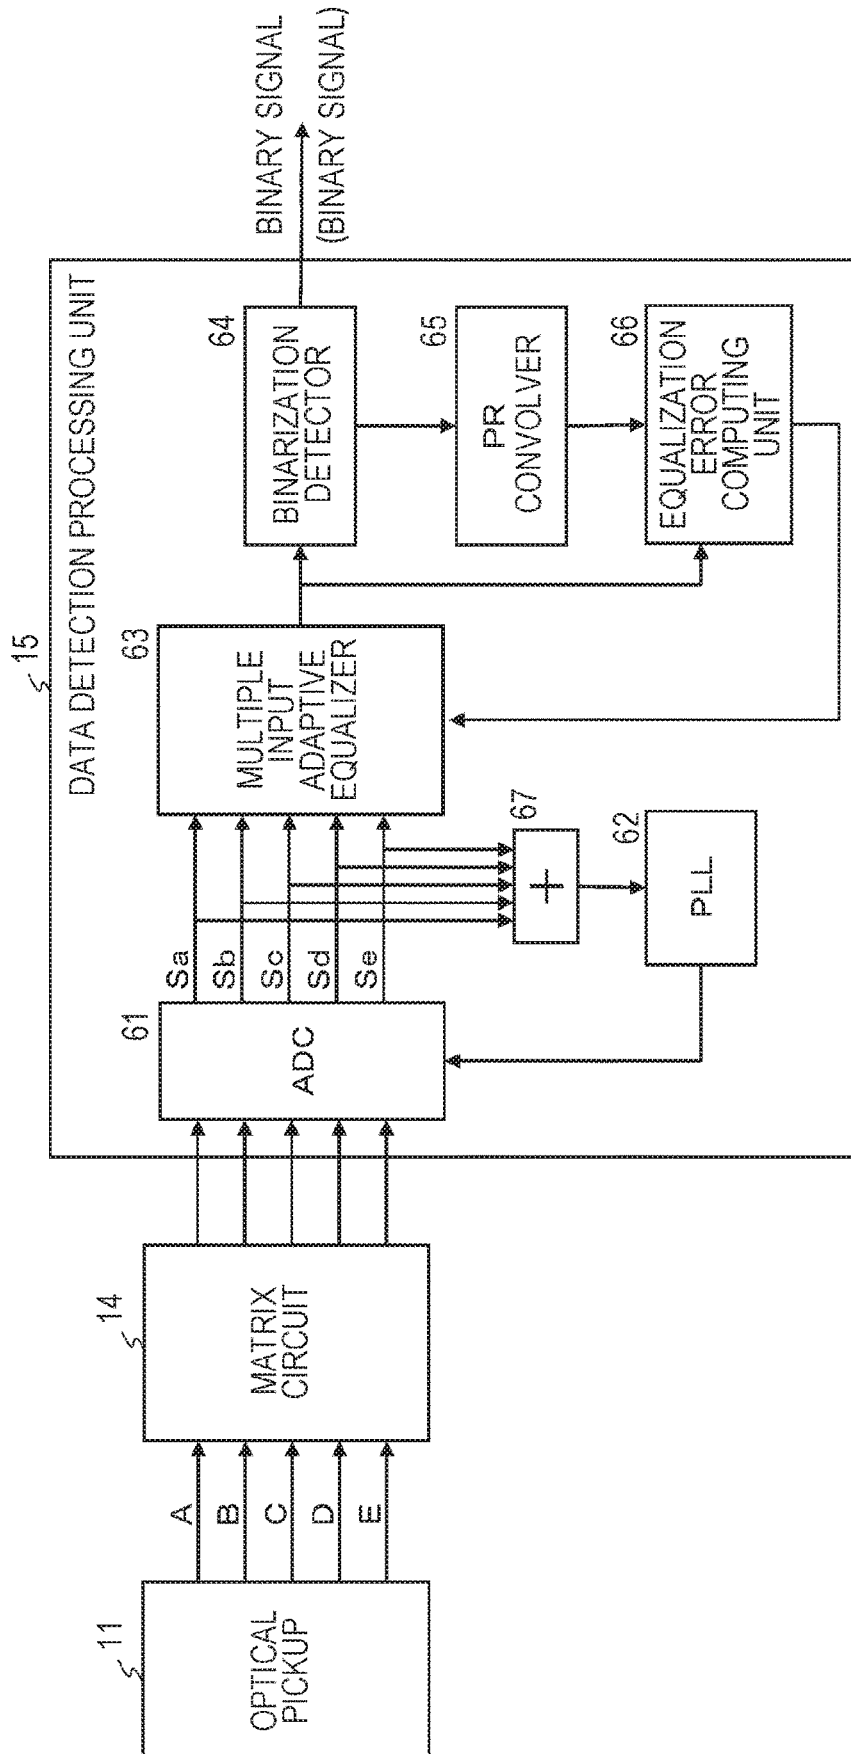 11
OPTICAL
PICKUP
A
B
C
D
E
14
MATRIX
CIRCUIT
15
DATA DETECTION PROCESSING UNIT
61
ADC
Sa
Sb
Sc
Sd
Se
63
MULTIPLE
INPUT
ADAPTIVE
EQUALIZER
67
+
62
PLL
64
BINARIZATION
DETECTOR
65
PR
CONVOLVER
66
EQUALIZATION
ERROR
COMPUTING
UNIT
BINARY SIGNAL
(BINARY SIGNAL)